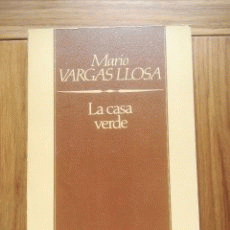 Mario
VARGAS LLOSA
La casa
verde